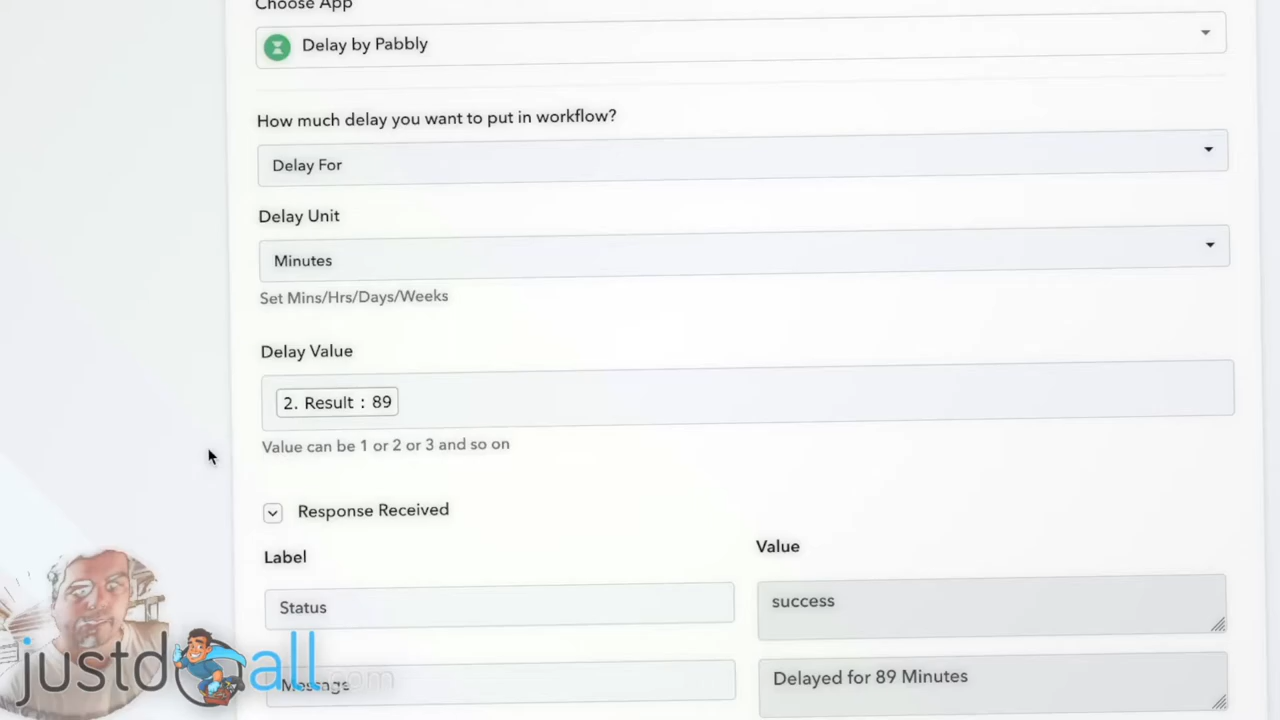 Choose App
Delay by Pabbly
How much delay you want to put in workflow?
Delay For
Delay Unit
Minutes
Set Mins/Hrs/Days/Weeks
Delay Value
2. Result : 89
Value can be 1 or 2 or 3 and so on
Response Received
Label
Value
Status
success
Message
Delayed for 89 Minutes
justdoall.com